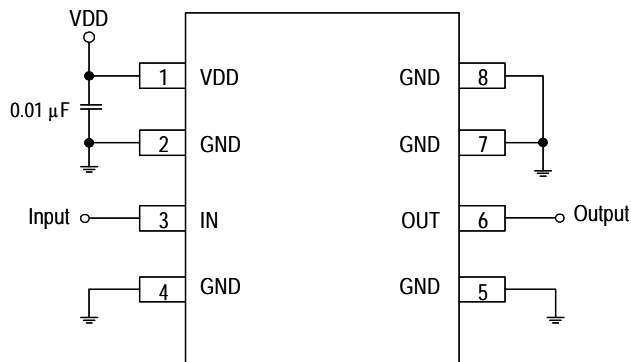 VDD
1 VDD GND 8
0.01 μF
2 GND GND 7
Input 3 IN OUT 6 Output
4 GND GND 5